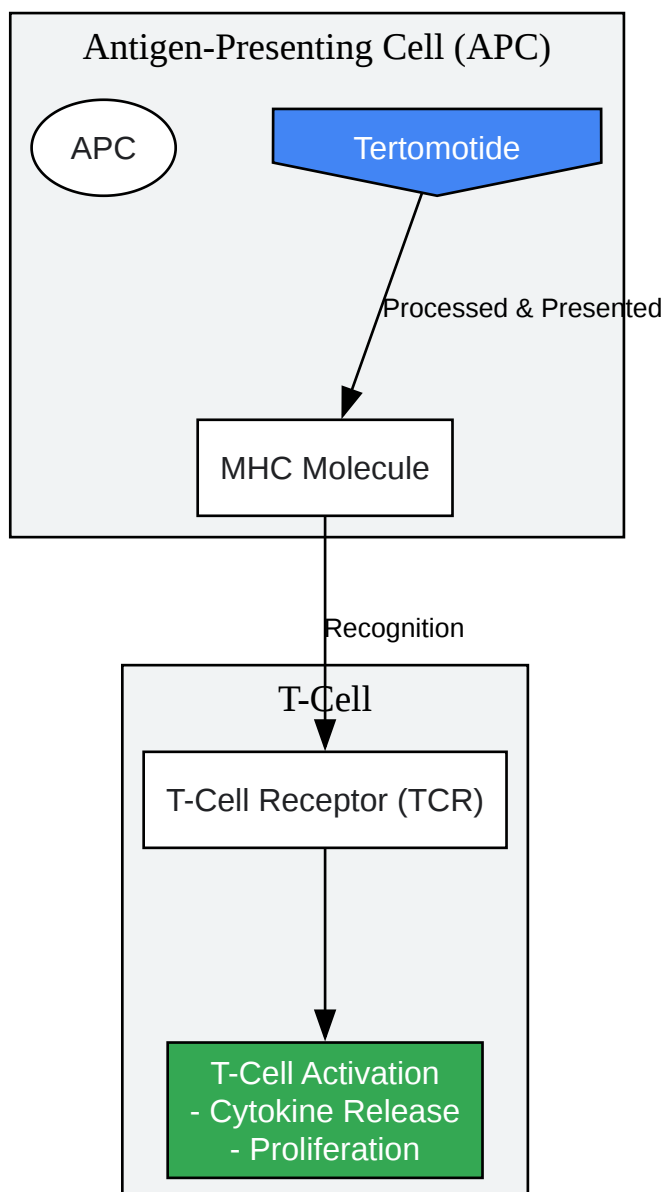 Antigen-Presenting Cell (APC)
APC
Tertomotide
Processed & Presented
MHC Molecule
Recognition
T-Cell
T-Cell Receptor (TCR)
T-Cell Activation
- Cytokine Release
- Proliferation